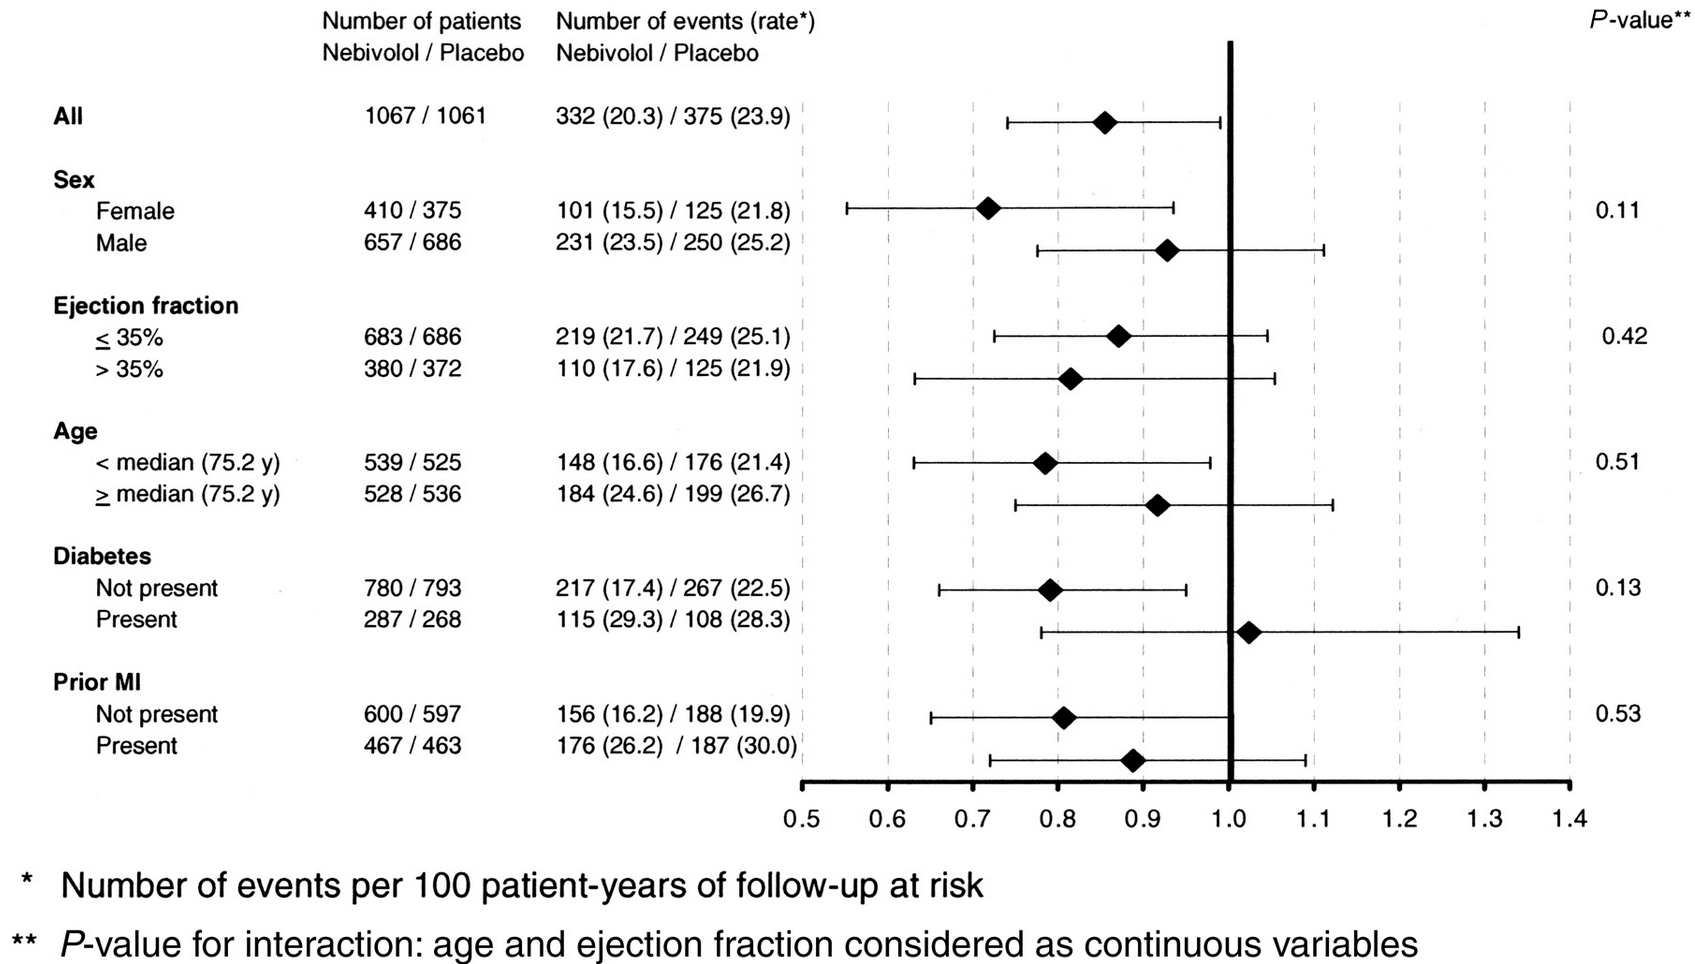 Number of patients Number of events (rate*) P-value**
Nebivolol / Placebo Nebivolol / Placebo
All 1067 / 1061 332 (20.3) / 375 (23.9)
Sex
Female 410 / 375 101 (15.5) / 125 (21.8) 0.11
Male 657 / 686 231 (23.5) / 250 (25.2)
Ejection fraction
≤ 35% 683 / 686 219 (21.7) / 249 (25.1) 0.42
> 35% 380 / 372 110 (17.6) / 125 (21.9)
Age
< median (75.2 y) 539 / 525 148 (16.6) / 176 (21.4) 0.51
≥ median (75.2 y) 528 / 536 184 (24.6) / 199 (26.7)
Diabetes
Not present 780 / 793 217 (17.4) / 267 (22.5) 0.13
Present 287 / 268 115 (29.3) / 108 (28.3)
Prior MI
Not present 600 / 597 156 (16.2) / 188 (19.9) 0.53
Present 467 / 463 176 (26.2) / 187 (30.0)
0.5 0.6 0.7 0.8 0.9 1.0 1.1 1.2 1.3 1.4
* Number of events per 100 patient-years of follow-up at risk
** P-value for interaction: age and ejection fraction considered as continuous variables